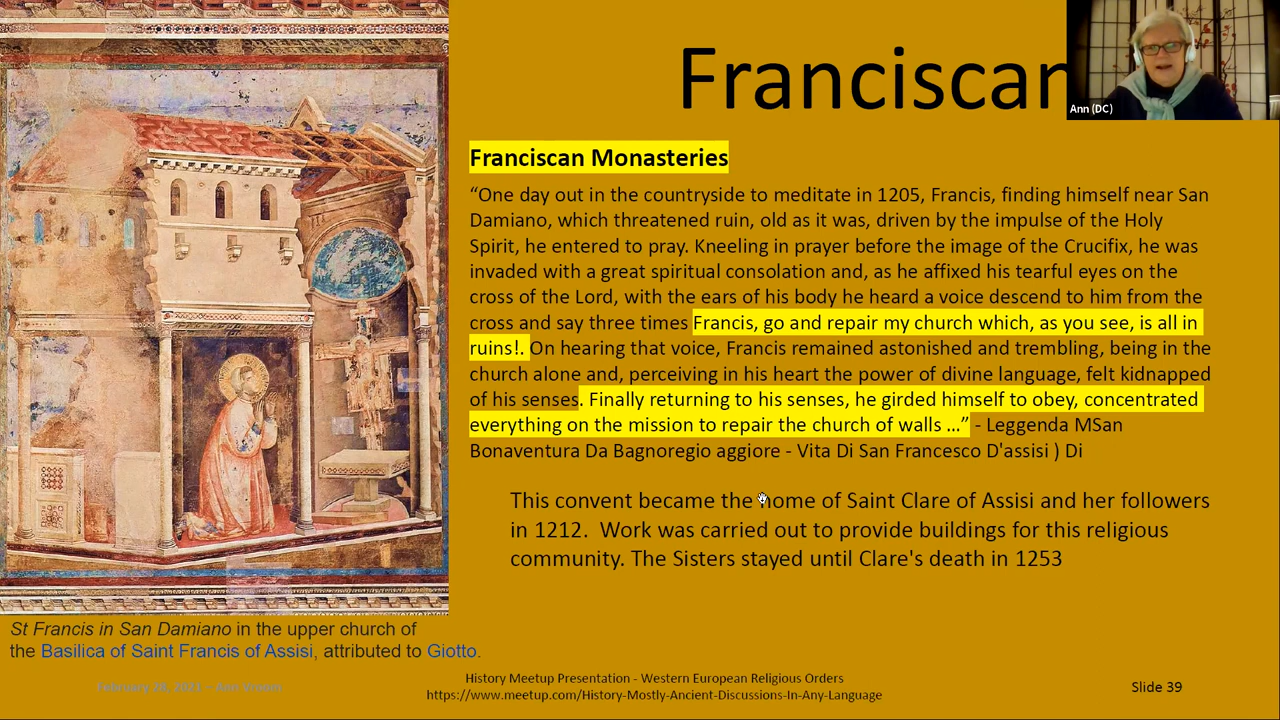 Franciscan
Ann (DC)
Franciscan Monasteries
“One day out in the countryside to meditate in 1205, Francis, finding himself near San
Damiano, which threatened ruin, old as it was, driven by the impulse of the Holy
Spirit, he entered to pray. Kneeling in prayer before the image of the Crucifix, he was
invaded with a great spiritual consolation and, as he affixed his tearful eyes on the
cross of the Lord, with the ears of his body he heard a voice descend to him from the
cross and say three times Francis, go and repair my church which, as you see, is all in
ruins!. On hearing that voice, Francis remained astonished and trembling, being in the
church alone and, perceiving in his heart the power of divine language, felt kidnapped
of his senses. Finally returning to his senses, he girded himself to obey, concentrated
everything on the mission to repair the church of walls ...” - Leggenda MSan
Bonaventura Da Bagnoregio aggiore - Vita Di San Francesco D'assisi ) Di
This convent became the home of Saint Clare of Assisi and her followers
in 1212. Work was carried out to provide buildings for this religious
community. The Sisters stayed until Clare's death in 1253
St Francis in San Damiano in the upper church of
the Basilica of Saint Francis of Assisi, attributed to Giotto.
History Meetup Presentation - Western European Religious Orders
https://www.meetup.com/History-Mostly-Ancient-Discussions-In-Any-Language
Slide 39